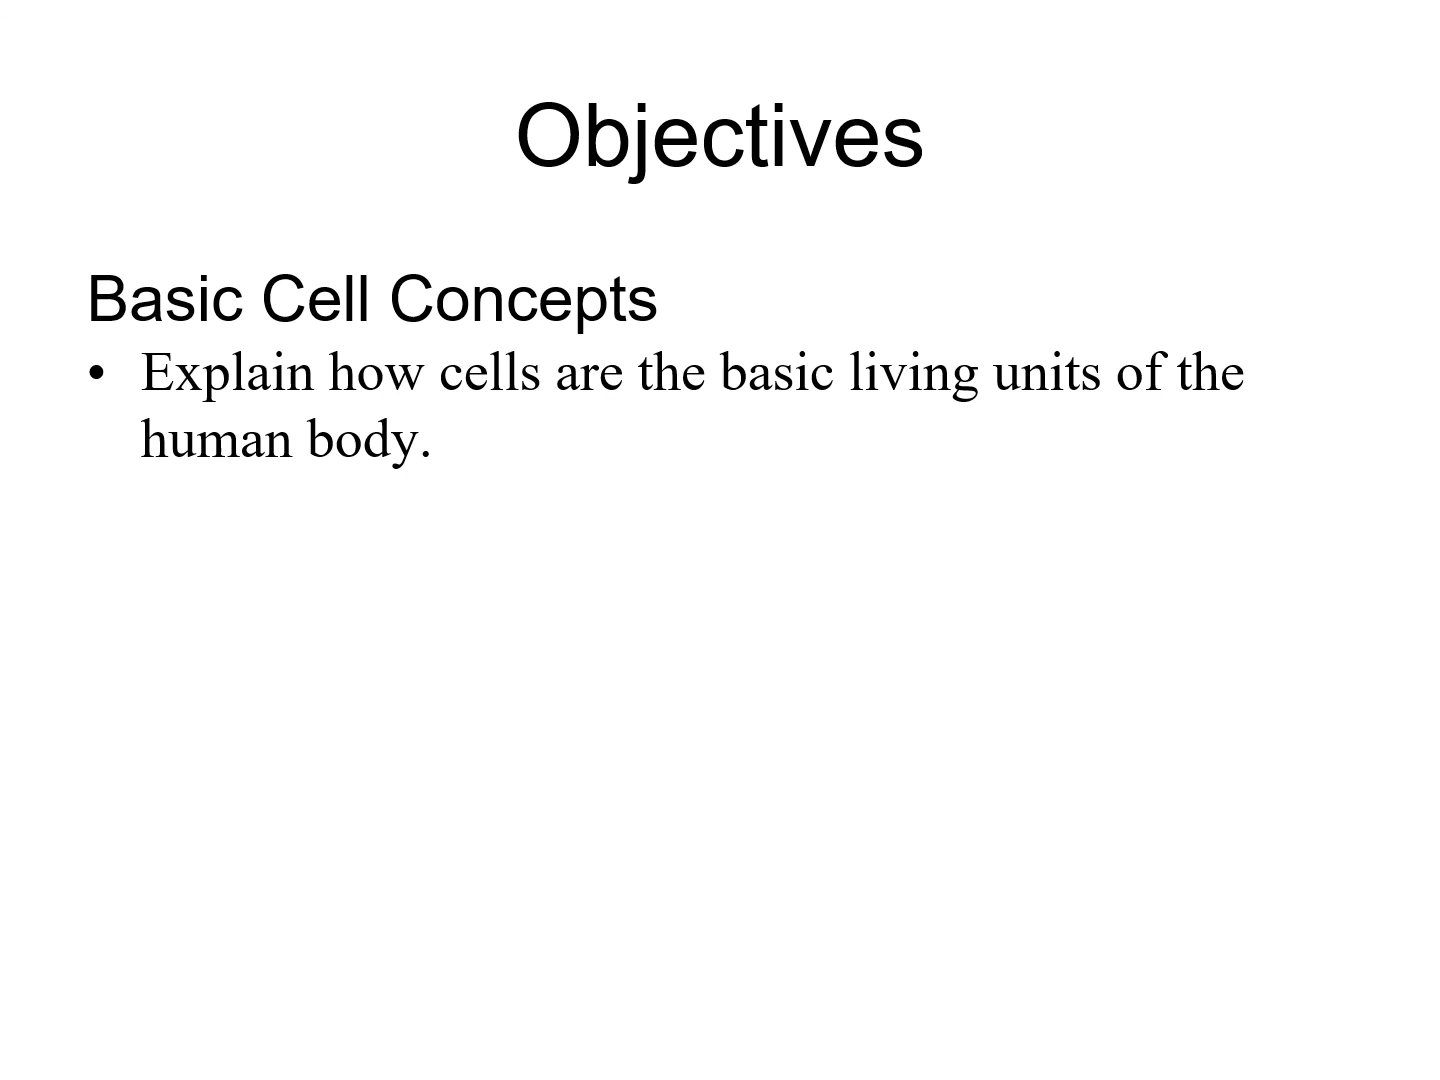 Objectives
Basic Cell Concepts
• Explain how cells are the basic living units of the
human body.